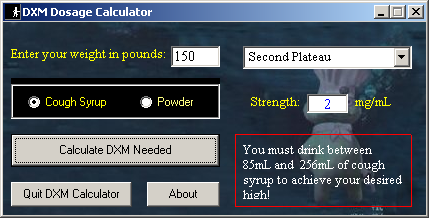 DXM Dosage Calculator
Enter your weight in pounds: 150
Second Plateau
Cough Syrup Powder
Strength: 2 mg/mL
Calculate DXM Needed
You must drink between
85mL and 256mL of cough
syrup to achieve your desired
high!
Quit DXM Calculator About